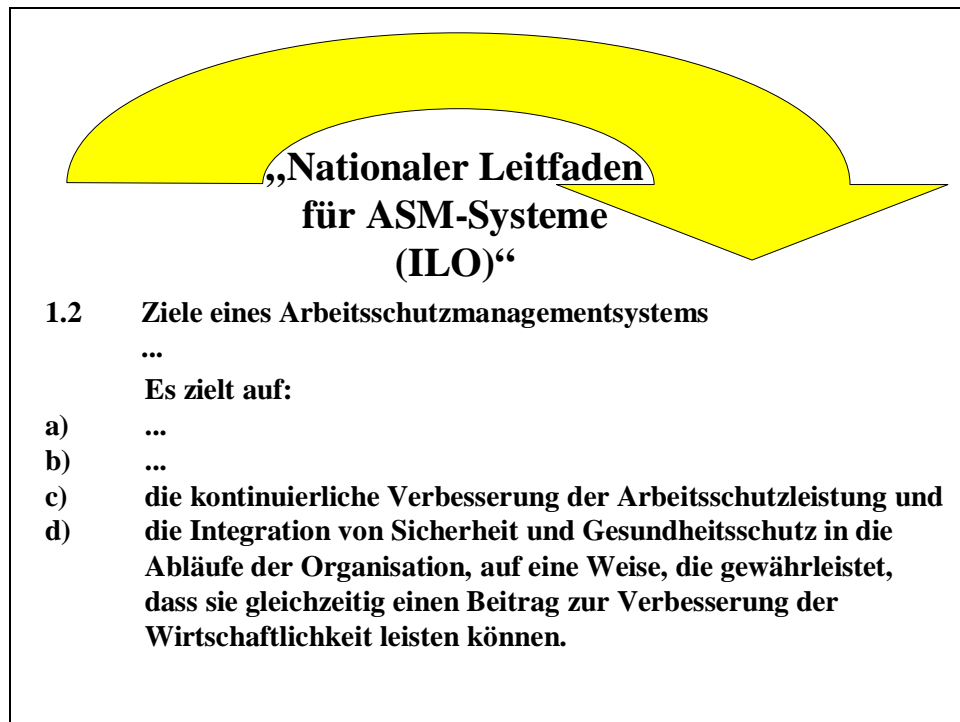 „Nationaler Leitfaden
für ASM-Systeme
(ILO)“
1.2 Ziele eines Arbeitsschutzmanagementsystems
...
Es zielt auf:
a) ...
b) ...
c) die kontinuierliche Verbesserung der Arbeitsschutzleistung und
d) die Integration von Sicherheit und Gesundheitsschutz in die
Abläufe der Organisation, auf eine Weise, die gewährleistet,
dass sie gleichzeitig einen Beitrag zur Verbesserung der
Wirtschaftlichkeit leisten können.